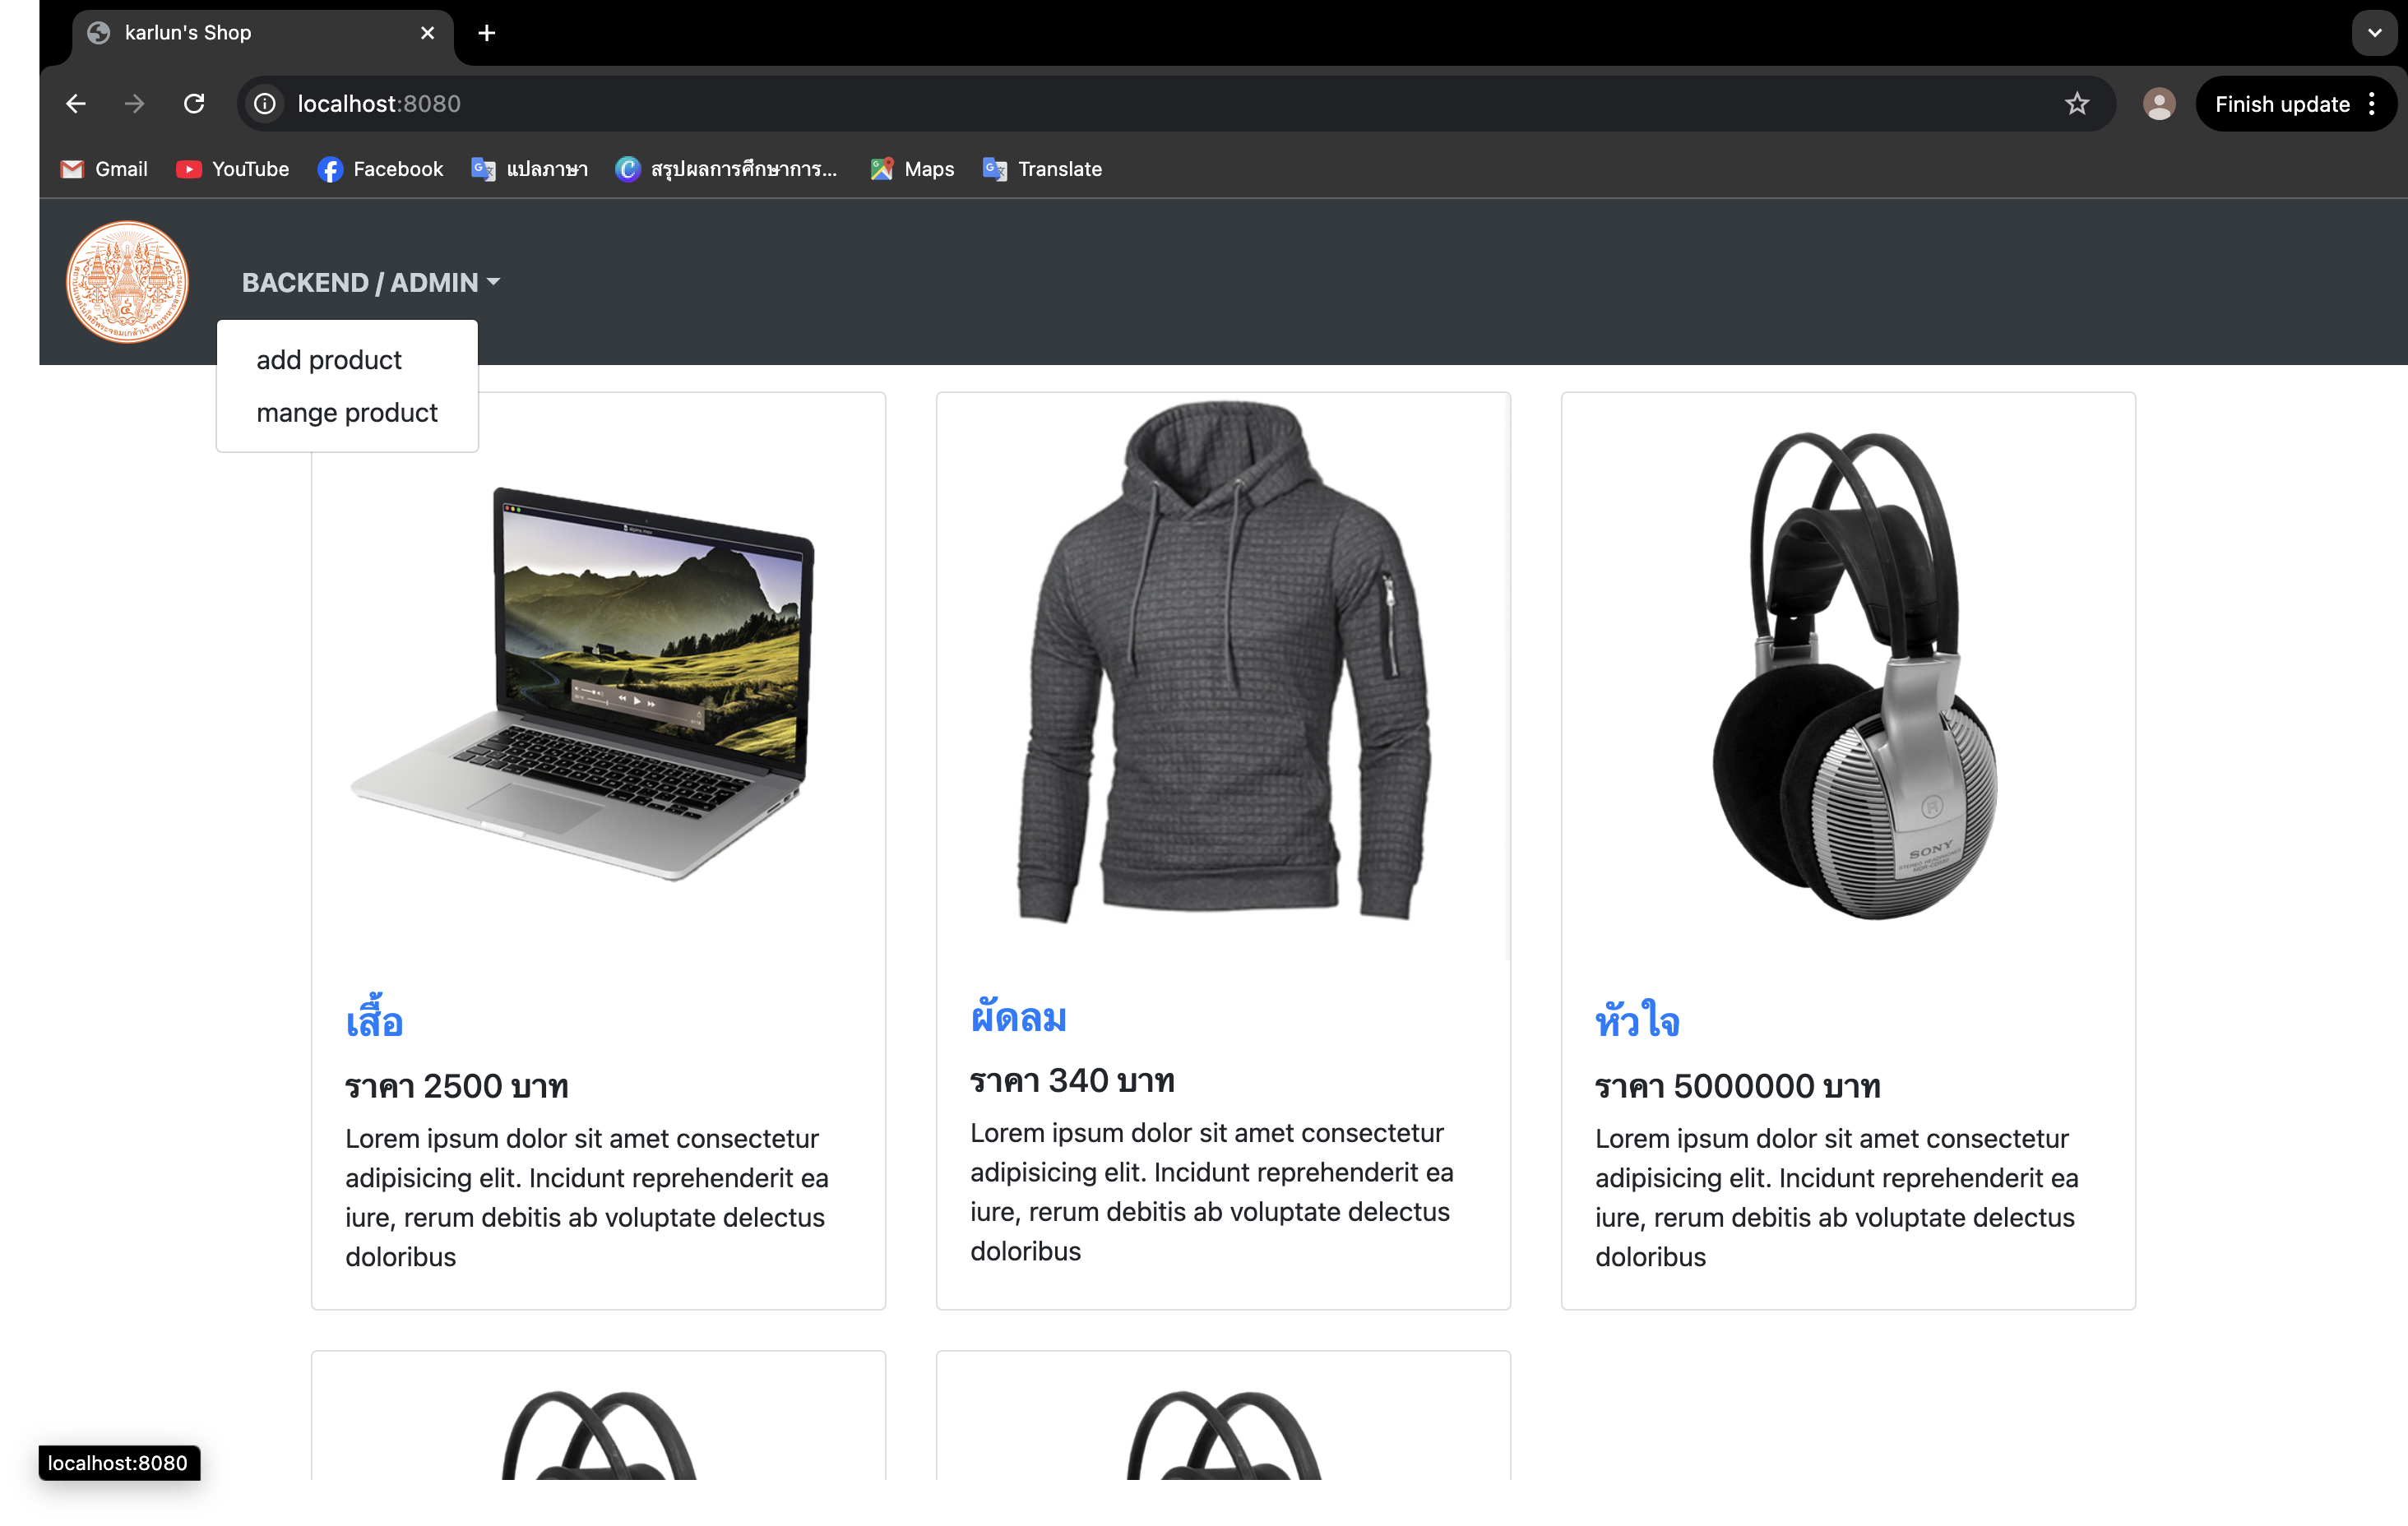 karlun's Shop
localhost:8080
Finish update
Gmail
YouTube
Facebook
แปลภาษา
สรุปผลการศึกษาการ...
Maps
Translate
BACKEND / ADMIN
add product
mange product
SONY
เสื้อ
ราคา 2500 บาท
Lorem ipsum dolor sit amet consectetur
adipisicing elit. Incidunt reprehenderit ea
iure, rerum debitis ab voluptate delectus
doloribus
ผัดลม
ราคา 340 บาท
Lorem ipsum dolor sit amet consectetur
adipisicing elit. Incidunt reprehenderit ea
iure, rerum debitis ab voluptate delectus
doloribus
หัวใจ
ราคา 5000000 บาท
Lorem ipsum dolor sit amet consectetur
adipisicing elit. Incidunt reprehenderit ea
iure, rerum debitis ab voluptate delectus
doloribus
localhost:8080